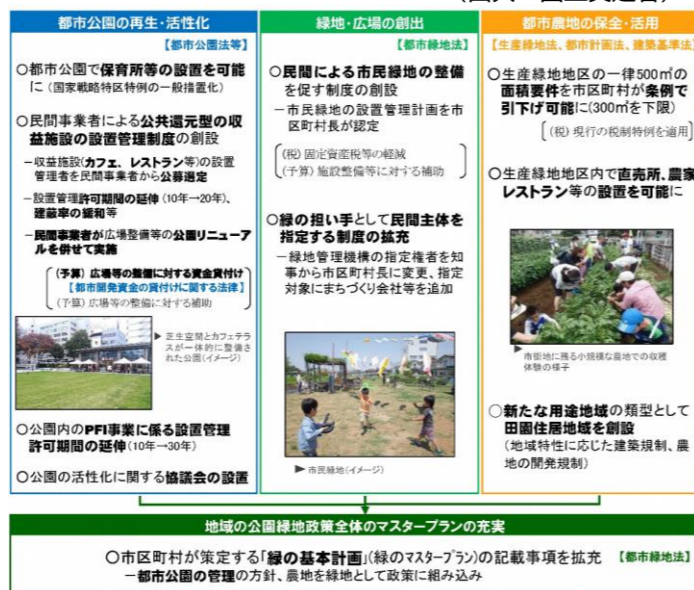 都市公園の再生・活性化
【都市公園法等】
○都市公園で保育所等の設置を可能
に（国家戦略特区特例の一般措置化）
○民間事業者による公共還元型の収
益施設の設置管理制度の創設
－収益施設(カフェ、レストラン等)の設置
管理者を民間事業者から公募選定
－設置管理許可期間の延伸（10年→20年）、
建蔽率の緩和等
－民間事業者が広場整備等の公園リニューア
ルを併せて実施
（予算）広場等の整備に対する資金貸付け
【都市開発資金の貸付けに関する法律】
（予算）広場等の整備に対する補助
▶芝生空間とカフェテ
ラスが一体的に整備
された公園(イメージ)
○公園内のPFI事業に係る設置管理
許可期間の延伸(10年→30年)
○公園の活性化に関する協議会の設置
緑地・広場の創出
【都市緑地法】
○民間による市民緑地の整備
を促す制度の創設
－市民緑地の設置管理計画を市
区町村長が認定
（税）固定資産税等の軽減
（予算）施設整備等に対する補助
○緑の担い手として民間主体を
指定する制度の拡充
－緑地管理機構の指定権者を知
事から市区町村長に変更、指定
対象にまちづくり会社等を追加
▶市民緑地(イメージ)
都市農地の保全・活用
【生産緑地法、都市計画法、建築基準法】
○生産緑地地区の一律500㎡の
面積要件を市区町村が条例で
引下げ可能に(300㎡を下限)
（税）現行の税制特例を適用
○生産緑地地区内で直売所、農家
レストラン等の設置を可能に
▶市街地に残る小規模な農地での収穫
体験の様子
○新たな用途地域の類型として
田園住居地域を創設
（地域特性に応じた建築規制、農
地の開発規制）
地域の公園緑地政策全体のマスタープランの充実
○市区町村が策定する「緑の基本計画」(緑のマスタープラン)の記載事項を拡充 【都市緑地法】
－都市公園の管理の方針、農地を緑地として政策に組み込み